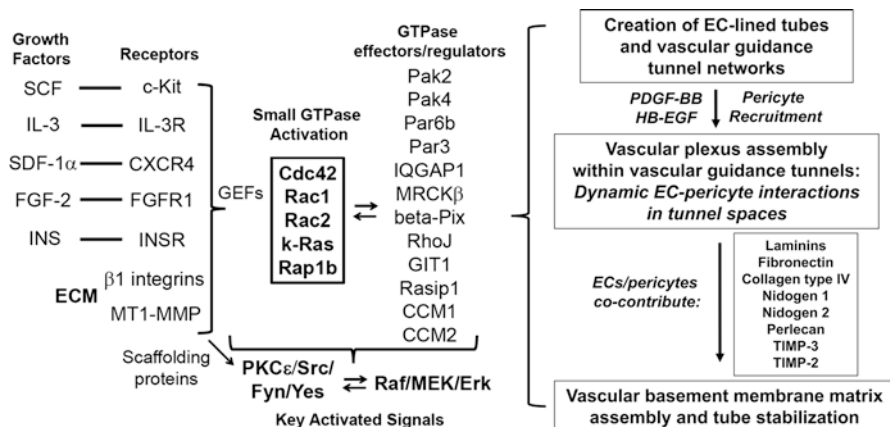 Growth
Factors
Receptors
SCF
c-Kit
IL-3
IL-3R
SDF-1α
CXCR4
FGF-2
FGFR1
INS
INSR
ECM
β1 integrins
MT1-MMP
GEFs
Scaffolding
proteins
Small GTPase
Activation
Cdc42
Rac1
Rac2
k-Ras
Rap1b
GTPase
effectors/regulators
Pak2
Pak4
Par6b
Par3
IQGAP1
MRCKβ
beta-Pix
RhoJ
GIT1
Rasip1
CCM1
CCM2
PKCε/Src/
Fyn/Yes
Raf/MEK/Erk
Key Activated Signals
Creation of EC-lined tubes
and vascular guidance
tunnel networks
PDGF-BB
HB-EGF
Pericyte
Recruitment
Vascular plexus assembly
within vascular guidance tunnels:
Dynamic EC-pericyte interactions
in tunnel spaces
ECs/pericytes
co-contribute:
Laminins
Fibronectin
Collagen type IV
Nidogen 1
Nidogen 2
Perlecan
TIMP-3
TIMP-2
Vascular basement membrane matrix
assembly and tube stabilization